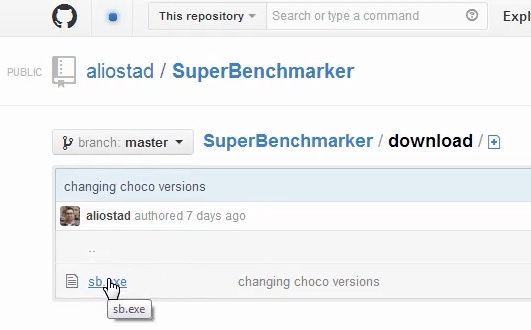 This repository Search or type a command Expl
PUBLIC aliostad / SuperBenchmarker
branch: master SuperBenchmarker / download /
changing choco versions
aliostad authored 7 days ago
..
sb.exe changing choco versions
sb.exe